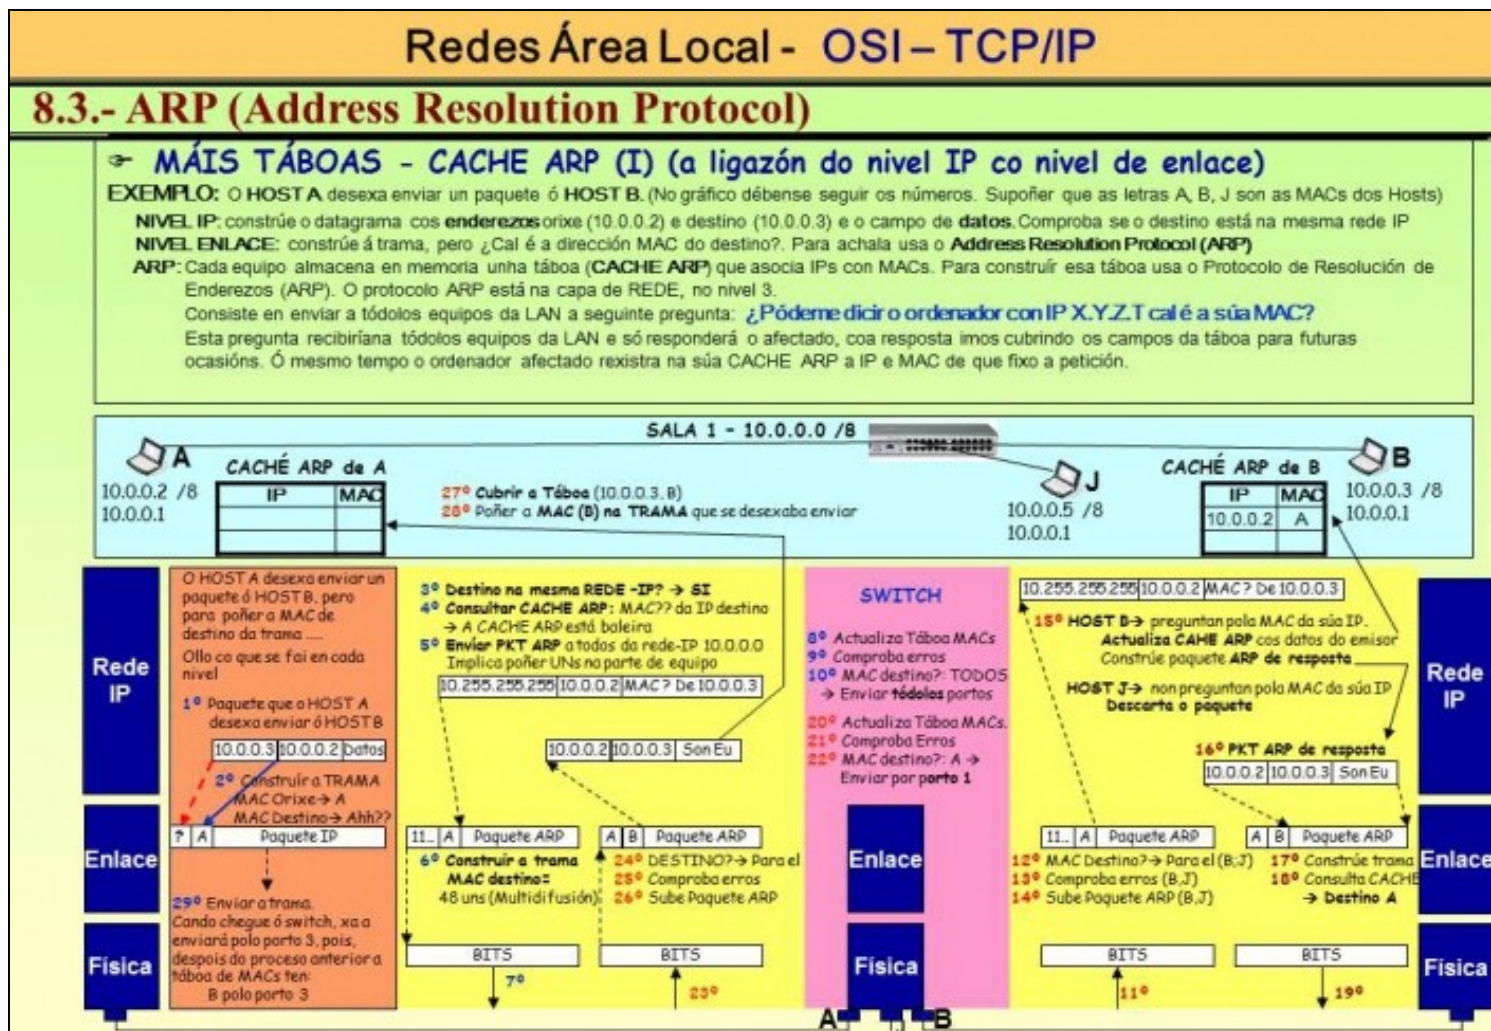 Redes Área Local - OSI – TCP/IP
8.3.- ARP (Address Resolution Protocol)
☞ MÁIS TÁBOAS - CACHE ARP (I) (a ligazón do nivel IP co nivel de enlace)
EXEMPLO: O HOST A desexa enviar un paquete ó HOST B. (No gráfico débense seguir os números. Supoñer que as letras A, B, J son as MACs dos Hosts)
NIVEL IP: constrúe o datagrama cos enderezos orixe (10.0.0.2) e destino (10.0.0.3) e o campo de datos. Comproba se o destino está na mesma rede IP
NIVEL ENLACE: constrúe á trama, pero ¿Cal é a dirección MAC do destino?. Para achala usa o Address Resolution Protocol (ARP)
ARP: Cada equipo almacena en memoria unha táboa (CACHE ARP) que asocia IPs con MACs. Para construír esa táboa usa o Protocolo de Resolución de
Enderezos (ARP). O protocolo ARP está na capa de REDE, no nivel 3.
Consiste en enviar a tódolos equipos da LAN a seguinte pregunta: ¿Pódeme dicir o ordenador con IP X.Y.Z.T cal é a súa MAC?
Esta pregunta recibiríana tódolos equipos da LAN e só responderá o afectado, coa resposta imos cubrindo os campos da táboa para futuras
ocasións. Ó mesmo tempo o ordenador afectado rexistra na súa CACHE ARP a IP e MAC de que fixo a petición.
SALA 1 - 10.0.0.0 /8
A
10.0.0.2 /8
10.0.0.1
CACHÉ ARP de A
IP MAC
27º Cubrir a Táboa (10.0.0.3, B)
28º Poñer a MAC (B) na TRAMA que se desexaba enviar
J
10.0.0.5 /8
10.0.0.1
CACHÉ ARP de B
IP MAC
10.0.0.2 A
B
10.0.0.3 /8
10.0.0.1
Rede
IP
Enlace
Física
O HOST A desexa enviar un
paquete ó HOST B, pero
para poñer a MAC de
destino da trama ....
Ollo co que se fai en cada
nivel
1º Paquete que o HOST A
desexa enviar ó HOST B
10.0.0.3 10.0.0.2 Datos
2º Construír a TRAMA
MAC Orixe→ A
MAC Destino→ Ahh??
? A Paquete IP
29º Enviar a trama.
Cando chegue ó switch, xa a
enviará polo porto 3, pois,
despois do proceso anterior a
táboa de MACs ten:
B polo porto 3
3º Destino na mesma REDE -IP? → SI
4º Consultar CACHE ARP: MAC?? da IP destino
→ A CACHE ARP está baleira
5º Enviar PKT ARP a todos da rede-IP 10.0.0.0
Implica poñer UNs na parte de equipo
10.255.255.255 10.0.0.2 MAC? De 10.0.0.3
10.0.0.2 10.0.0.3 Son Eu
11... A Paquete ARP
6º Construir a trama
MAC destino=
48 uns (Multidifusión)
A B Paquete ARP
24º DESTINO?→ Para el
25º Comproba erros
26º Sube Paquete ARP
BITS
7º
BITS
23º
SWITCH
8º Actualiza Táboa MACs
9º Comproba erros
10º MAC destino?: TODOS
→ Enviar tódolos portos
20º Actualiza Táboa MACs.
21º Comproba Erros
22º MAC destino?: A →
Enviar por porto 1
Enlace
Física
A
B
10.255.255.255 10.0.0.2 MAC? De 10.0.0.3
15º HOST B→ preguntan pola MAC da súa IP.
Actualiza CAHE ARP cos datos do emisor
Constrúe paquete ARP de resposta
HOST J→ non preguntan pola MAC da súa IP
Descarta o paquete
16º PKT ARP de resposta
10.0.0.2 10.0.0.3 Son Eu
11... A Paquete ARP
12º MAC Destino?→ Para el (B,J)
13º Comproba erros (B,J)
14º Sube Paquete ARP (B,J)
A B Paquete ARP
17º Constrúe trama
18º Consulta CACHE
→ Destino A
BITS
11º
BITS
19º
Rede
IP
Enlace
Física